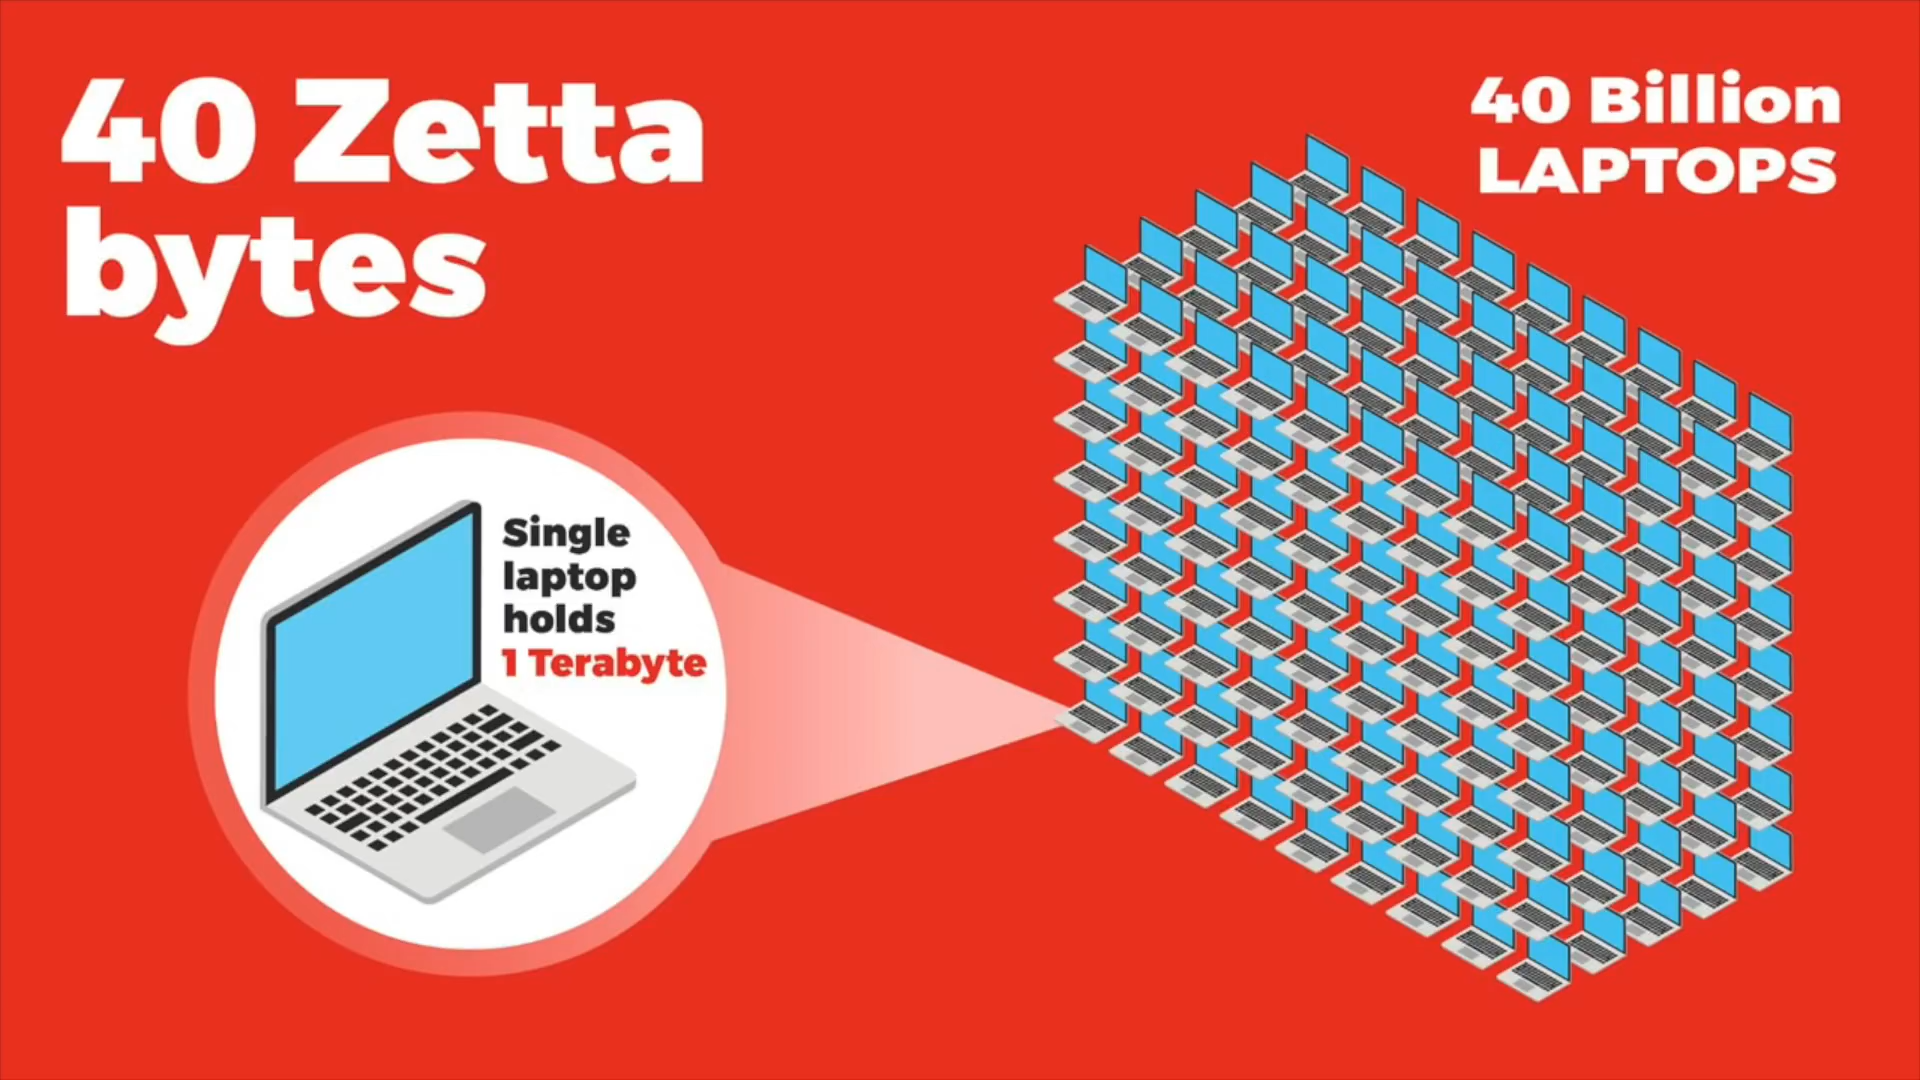 40 Zetta
bytes
40 Billion
LAPTOPS
Single
laptop
holds
1 Terabyte